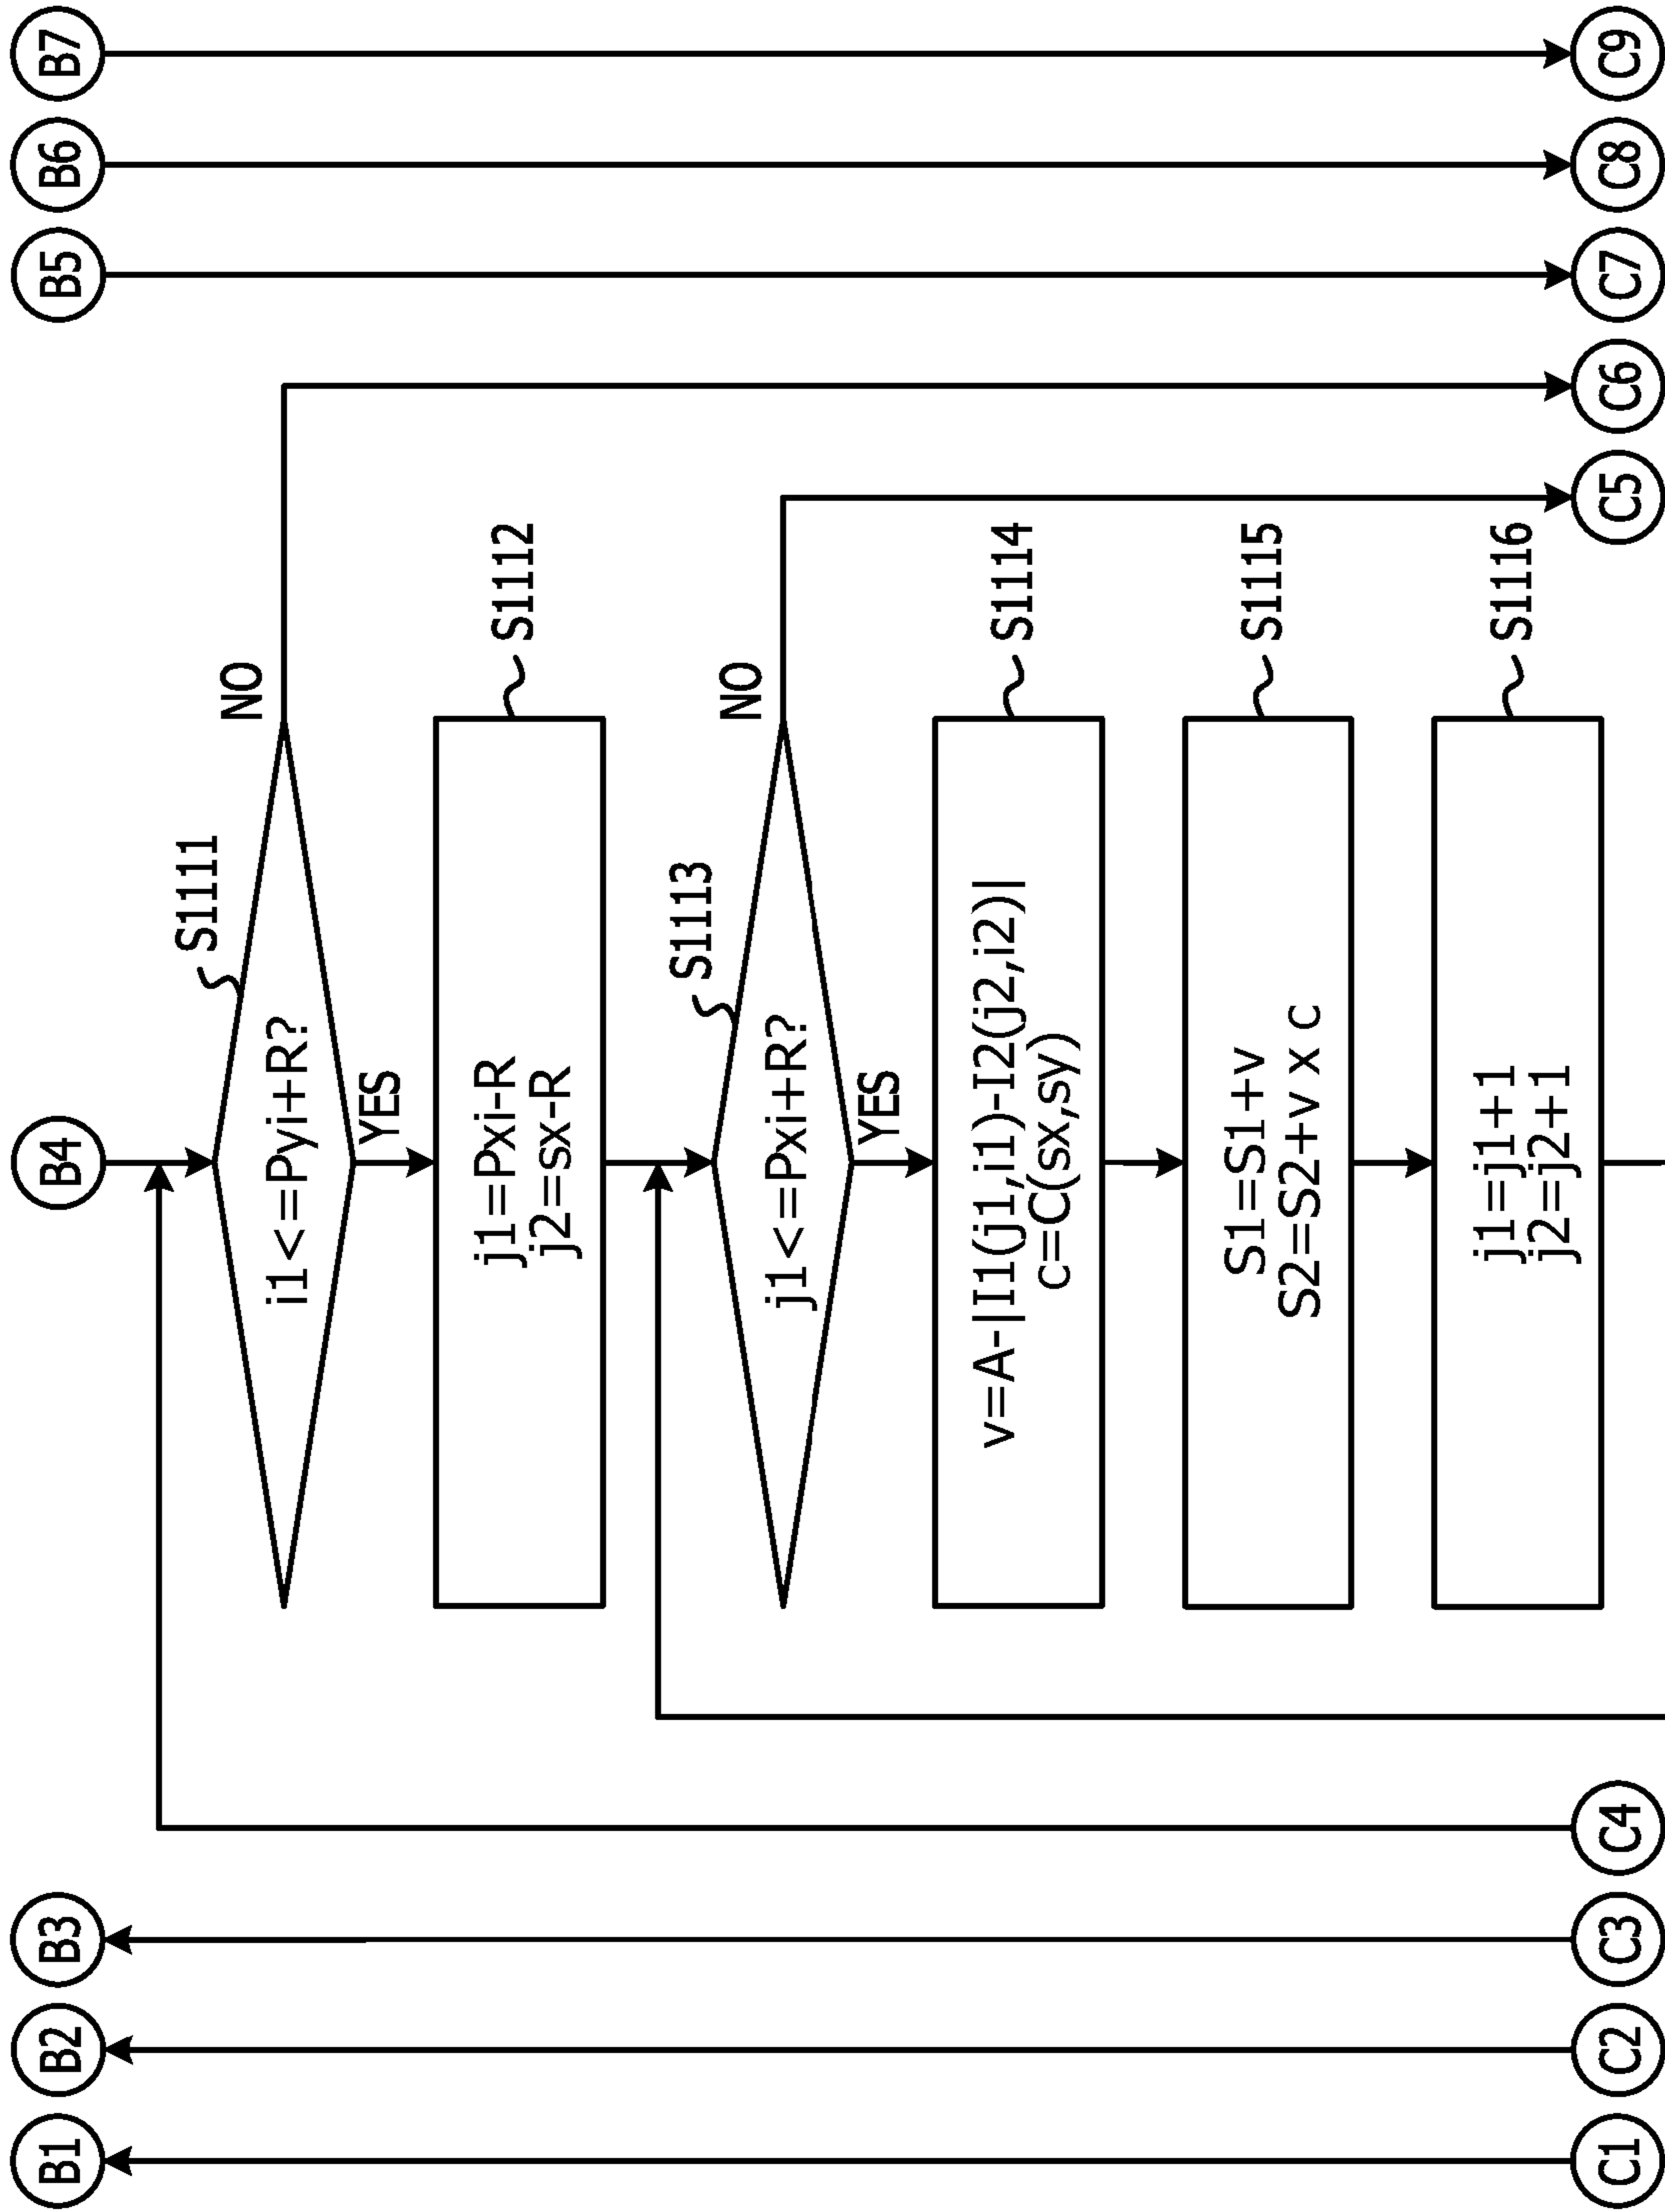 B1
B2
B3
B4
B5
B6
B7
S1111
i1<=Pyi+R?
NO
YES
S1112
j1=Pxi-R
j2=sx-R
S1113
j1<=Pxi+R?
NO
YES
S1114
v=A-|I1(j1,i1)-I2(j2,i2)|
c=C(sx,sy)
S1115
S1=S1+v
S2=S2+v x c
S1116
j1=j1+1
j2=j2+1
C1
C2
C3
C4
C5
C6
C7
C8
C9